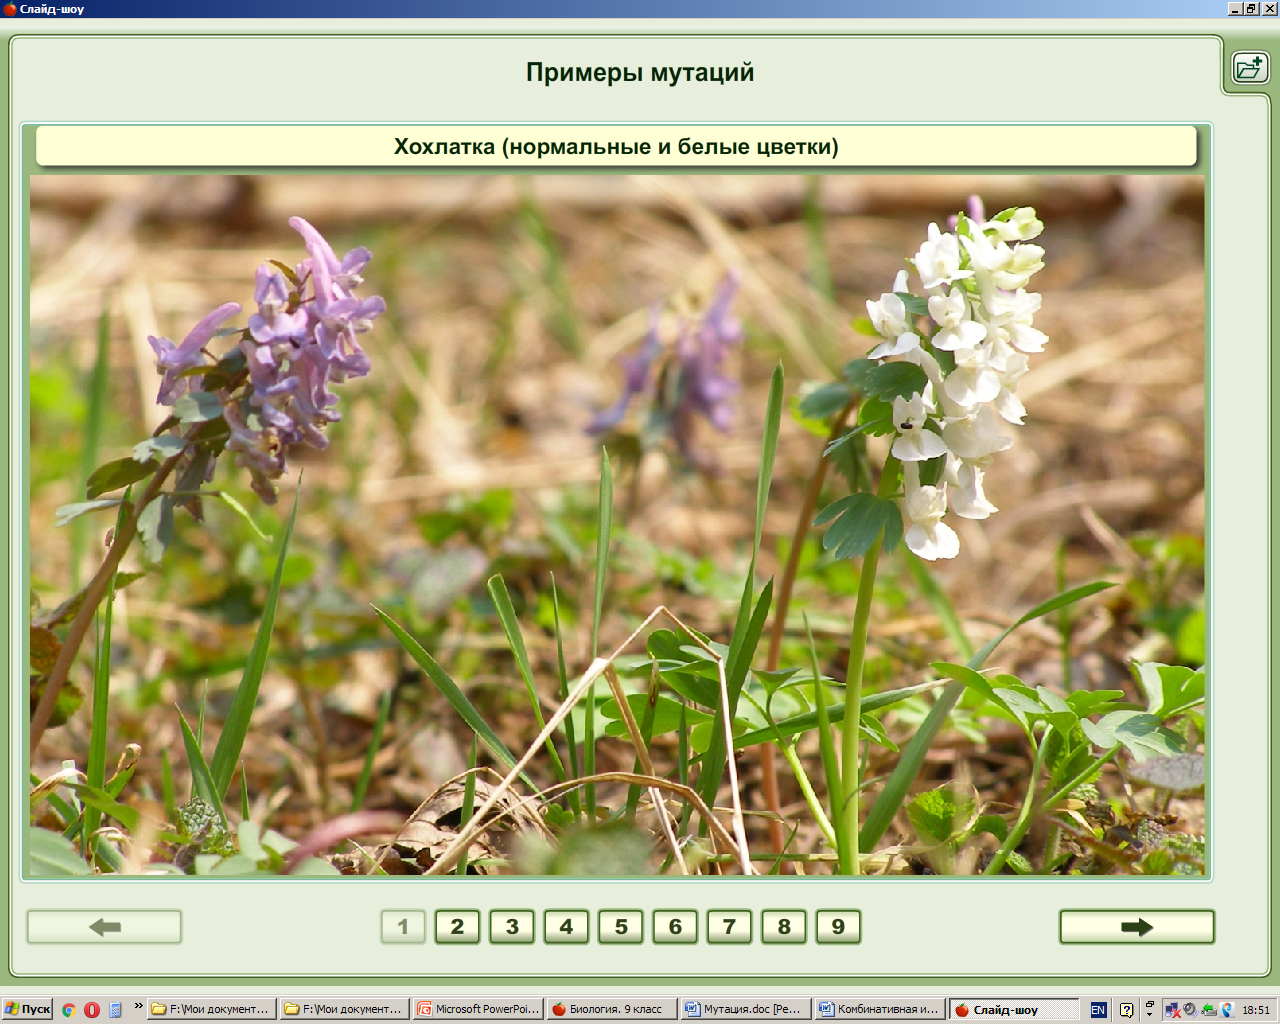 Слайд-шоу
Примеры мутаций
Хохлатка (нормальные и белые цветки)
1 2 3 4 5 6 7 8 9
Пуск » F:\Мои документ... F:\Мои документ... Microsoft PowerPoi... Биология. 9 класс Мутация.doc [Ре... Комбинативная и... Слайд-шоу EN 18:51